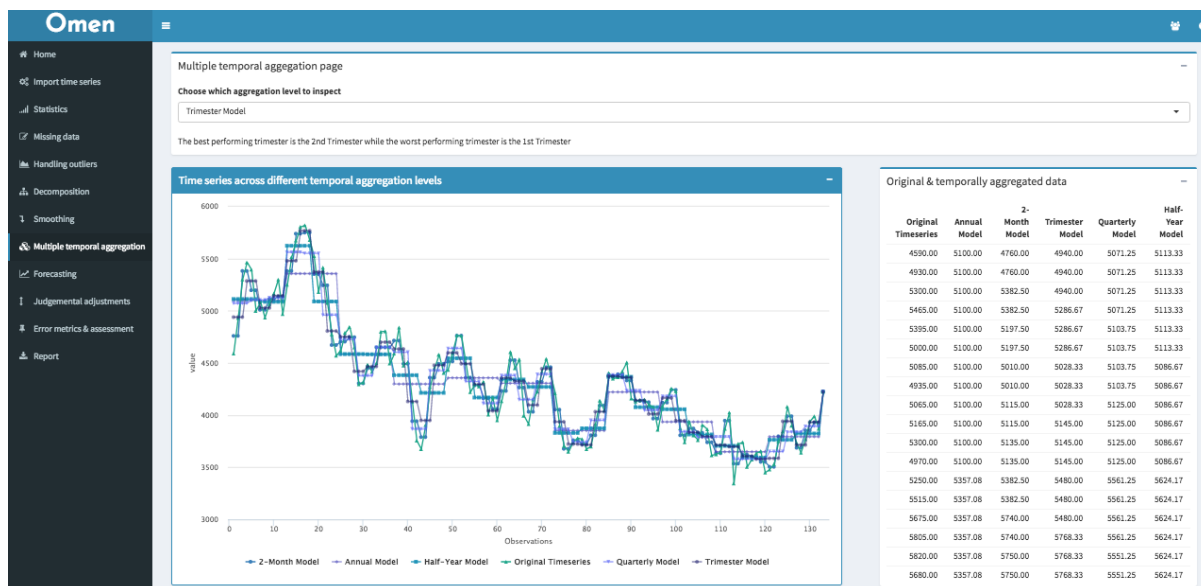 Omen
Home
Import time series
Statistics
Missing data
Handling outliers
Decomposition
Smoothing
Multiple temporal aggregation
Forecasting
Judgemental adjustments
Error metrics & assessment
Report
Multiple temporal aggegation page
Choose which aggregation level to inspect
Trimester Model
The best performing trimester is the 2nd Trimester while the worst performing trimester is the 1st Trimester
Time series across different temporal aggregation levels
6000
5500
5000
4500
4000
3500
3000
value
0 10 20 30 40 50 60 70 80 90 100 110 120 130
Observations
2-Month Model Annual Model Half-Year Model Original Timeseries Quarterly Model Trimester Model
Original & temporally aggregated data
Original Timeseries Annual Model 2-Month Model Trimester Model Quarterly Model Half-Year Model
4590.00 5100.00 4760.00 4940.00 5071.25 5113.33
4930.00 5100.00 4760.00 4940.00 5071.25 5113.33
5300.00 5100.00 5382.50 4940.00 5071.25 5113.33
5465.00 5100.00 5382.50 5286.67 5071.25 5113.33
5395.00 5100.00 5197.50 5286.67 5103.75 5113.33
5000.00 5100.00 5197.50 5286.67 5103.75 5113.33
5085.00 5100.00 5010.00 5028.33 5103.75 5086.67
4935.00 5100.00 5010.00 5028.33 5103.75 5086.67
5065.00 5100.00 5115.00 5028.33 5125.00 5086.67
5165.00 5100.00 5115.00 5145.00 5125.00 5086.67
5300.00 5100.00 5135.00 5145.00 5125.00 5086.67
4970.00 5100.00 5135.00 5145.00 5125.00 5086.67
5250.00 5357.08 5382.50 5480.00 5561.25 5624.17
5515.00 5357.08 5382.50 5480.00 5561.25 5624.17
5675.00 5357.08 5740.00 5480.00 5561.25 5624.17
5805.00 5357.08 5740.00 5768.33 5561.25 5624.17
5820.00 5357.08 5750.00 5768.33 5551.25 5624.17
5680.00 5357.08 5750.00 5768.33 5551.25 5624.17